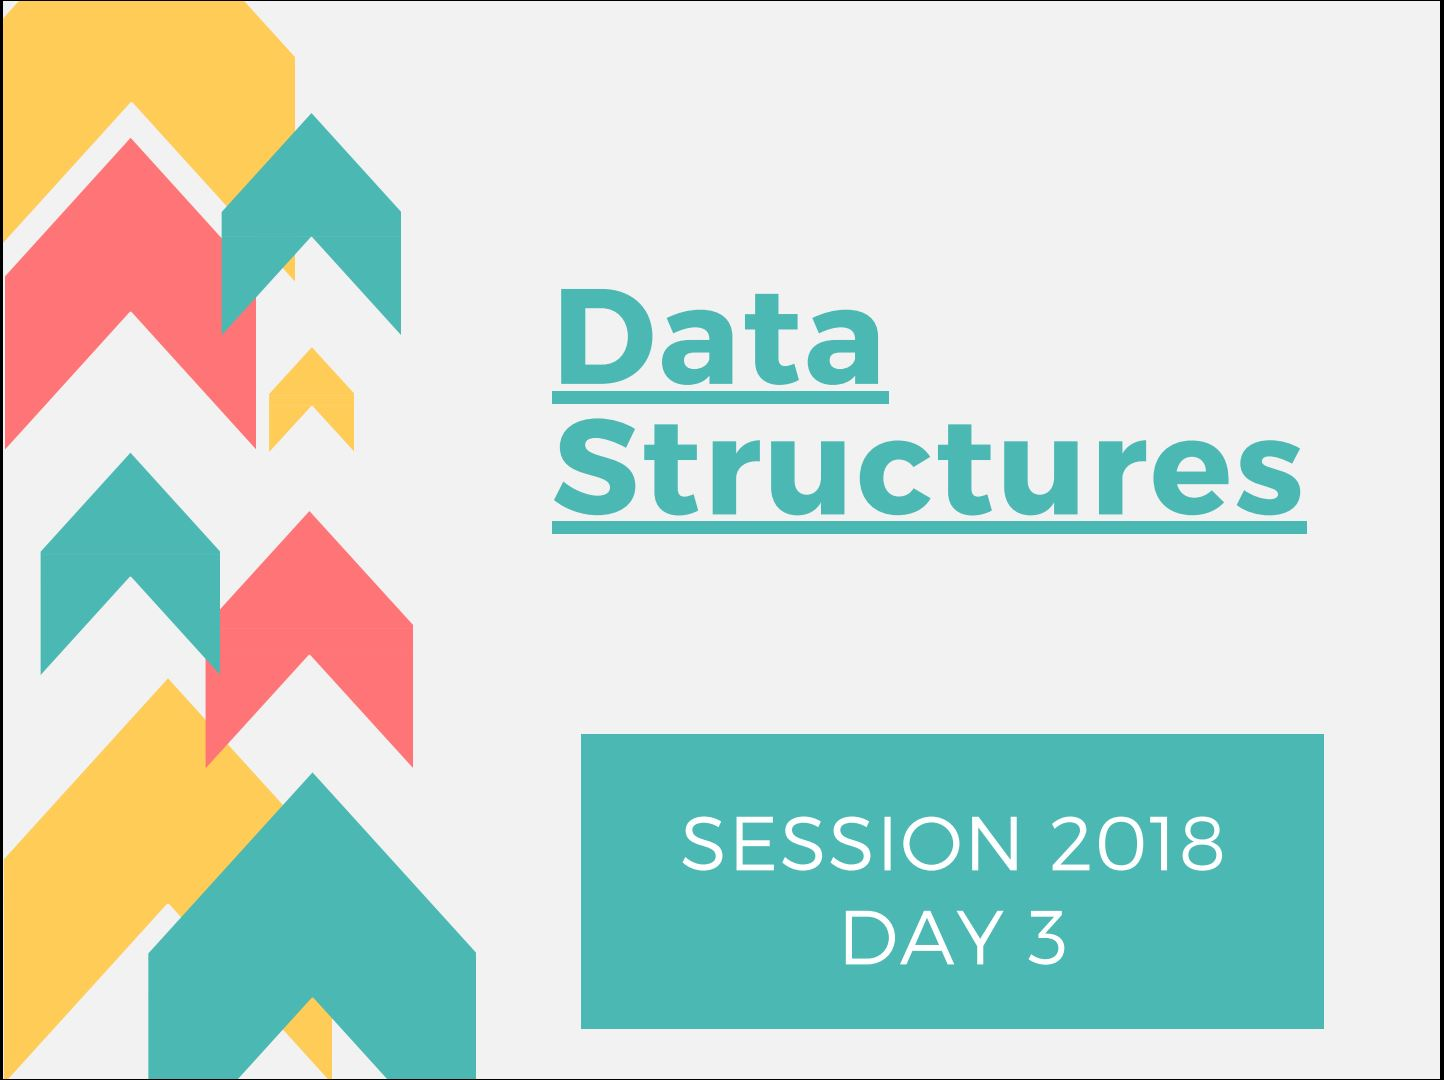 Data
Structures
SESSION 2018
DAY 3